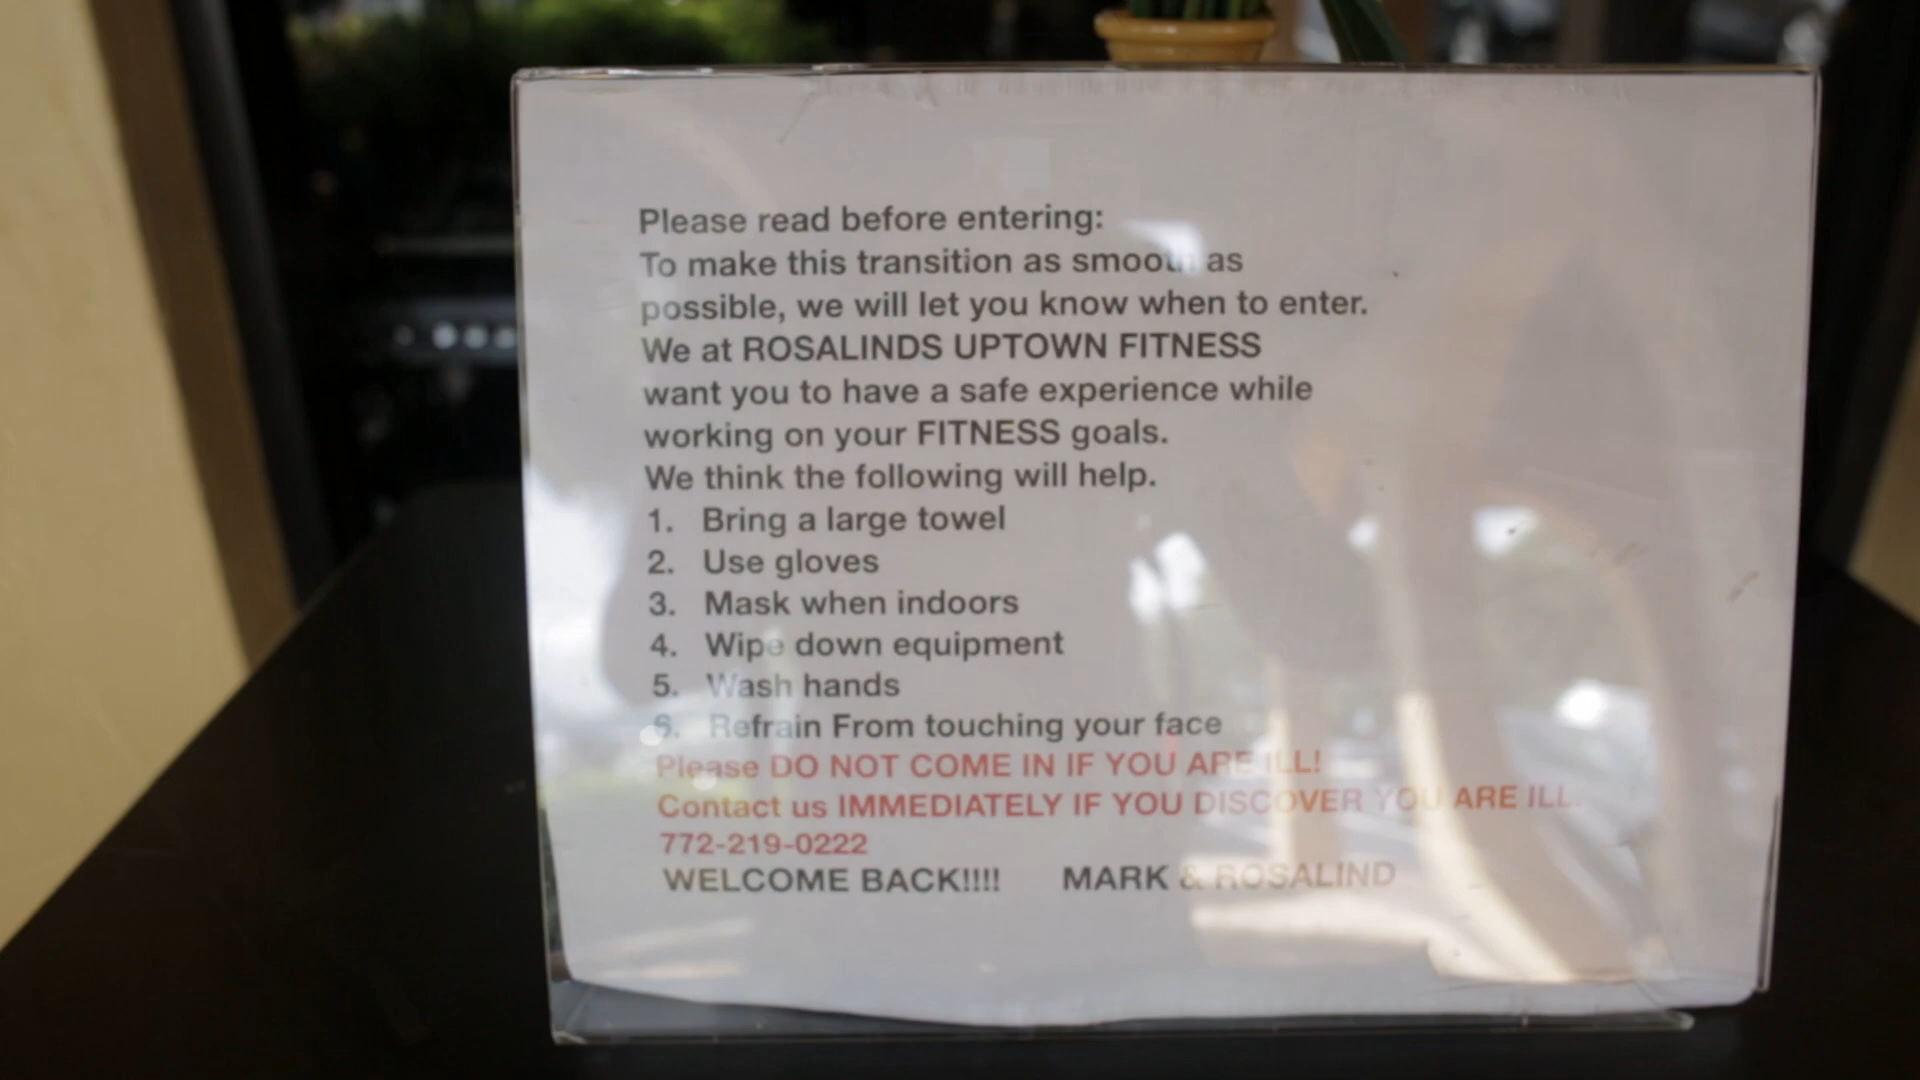 Please read before entering:
To make this transition as smooth as
possible, we will let you know when to enter.
We at ROSALINDS UPTOWN FITNESS
want you to have a safe experience while
working on your FITNESS goals.
We think the following will help.
1. Bring a large towel
2. Use gloves
3. Mask when indoors
4. Wipe down equipment
5. Wash hands
6. Refrain From touching your face
Please DO NOT COME IN IF YOU ARE ILL!
Contact us IMMEDIATELY IF YOU DISCOVER YOU ARE ILL.
772-219-0222
WELCOME BACK!!!! MARK & ROSALIND